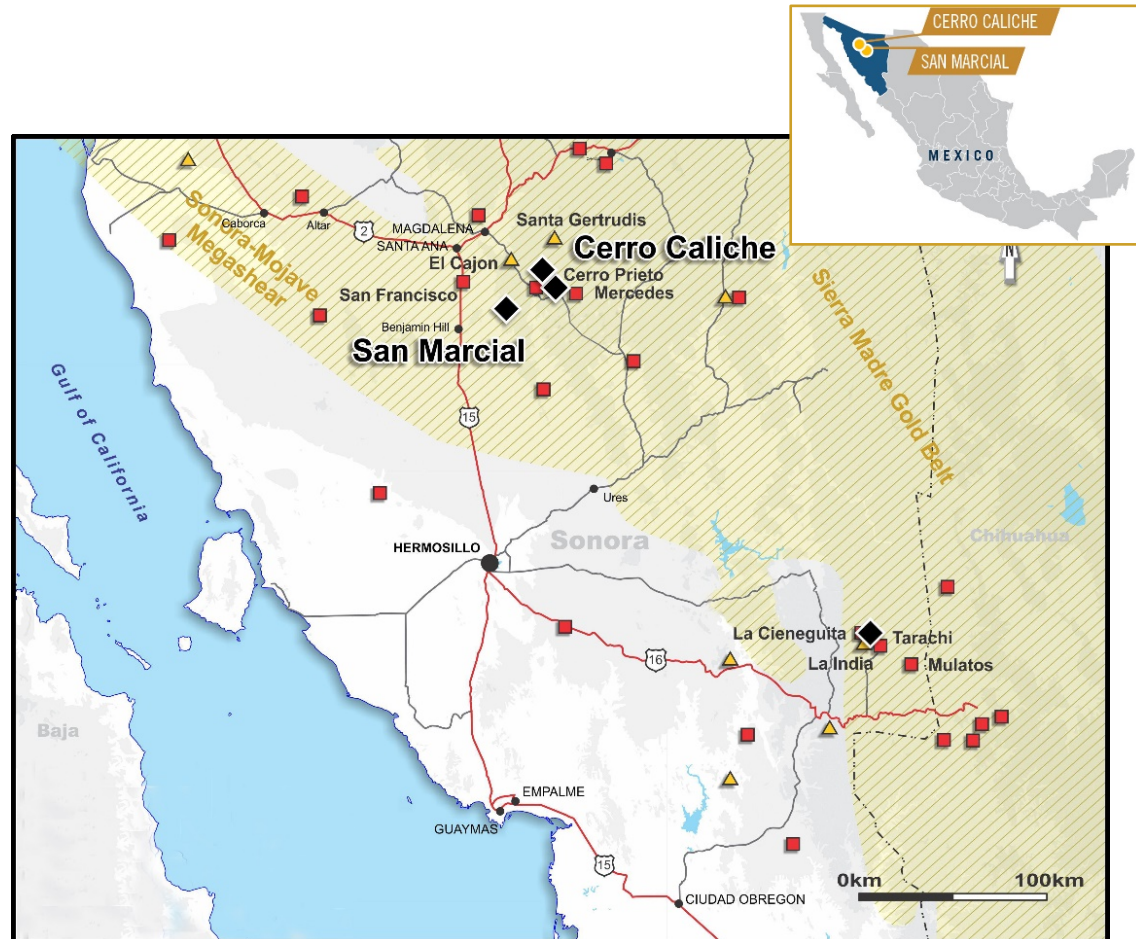 CERRO CALICHE
SAN MARCIAL
MEXICO
N
Sonora-Mojave
Megashear
Caborca
Altar
2
MAGDALENA
SANTA ANA
Santa Gertrudis
El Cajon
Cerro Caliche
Cerro Prieto
Mercedes
San Francisco
Benjamin Hill
San Marcial
Sierra Madre Gold Belt
Gulf of California
15
Ures
HERMOSILLO
Sonora
Chihuahua
La Cieneguita
Tarachi
La India
Mulatos
16
Baja
EMPALME
GUAYMAS
15
CIUDAD OBREGON
0km
100km